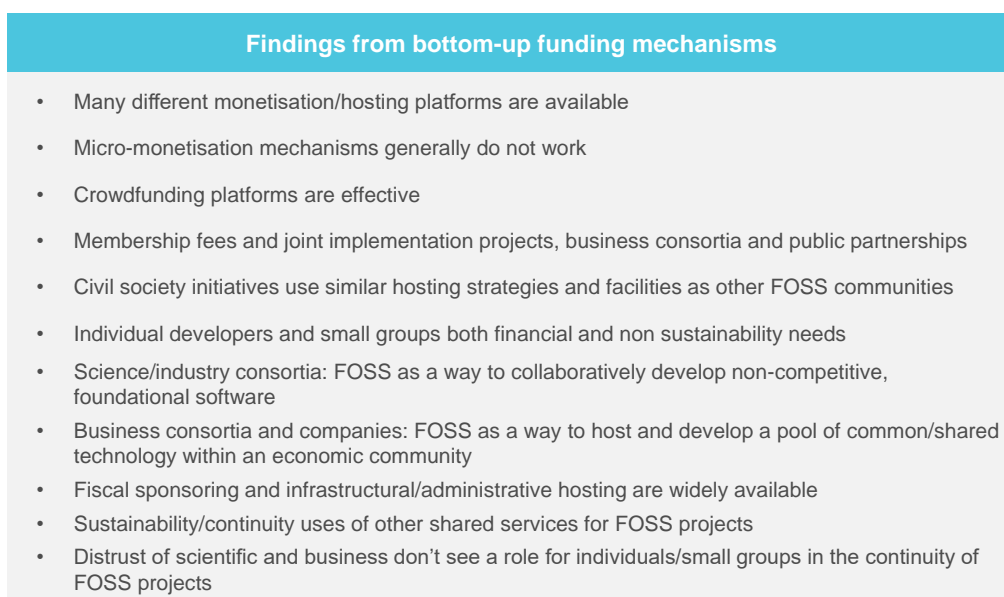 Findings from bottom-up funding mechanisms
• Many different monetisation/hosting platforms are available
• Micro-monetisation mechanisms generally do not work
• Crowdfunding platforms are effective
• Membership fees and joint implementation projects, business consortia and public partnerships
• Civil society initiatives use similar hosting strategies and facilities as other FOSS communities
• Individual developers and small groups both financial and non sustainability needs
• Science/industry consortia: FOSS as a way to collaboratively develop non-competitive,
foundational software
• Business consortia and companies: FOSS as a way to host and develop a pool of common/shared
technology within an economic community
• Fiscal sponsoring and infrastructural/administrative hosting are widely available
• Sustainability/continuity uses of other shared services for FOSS projects
• Distrust of scientific and business don’t see a role for individuals/small groups in the continuity of
FOSS projects